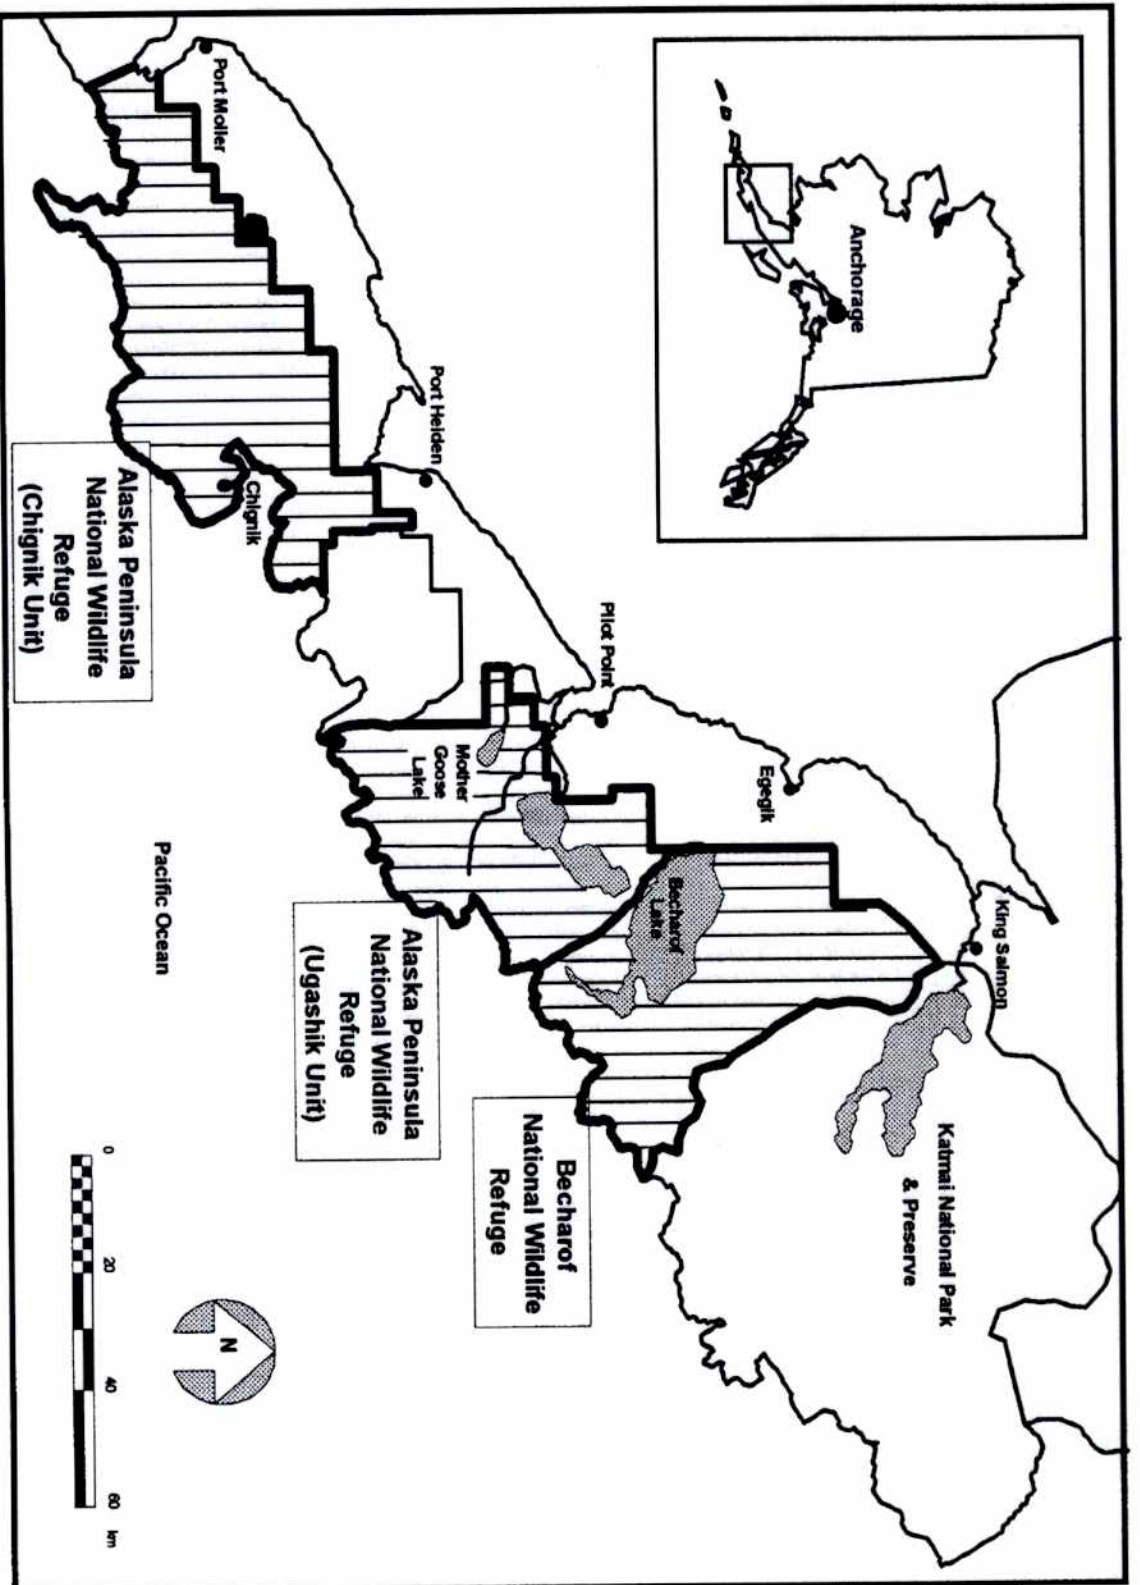 Anchorage
Katmai National Park
& Preserve
King Salmon
Egegik
Becharof
Lake
Pilot Point
Becharof
National Wildlife
Refuge
Mother
Goose
Lake
Port Heiden
Alaska Peninsula
National Wildlife
Refuge
(Ugashik Unit)
Port Moller
Chignik
N
Pacific Ocean
Alaska Peninsula
National Wildlife
Refuge
(Chignik Unit)
0 20 40 60 km